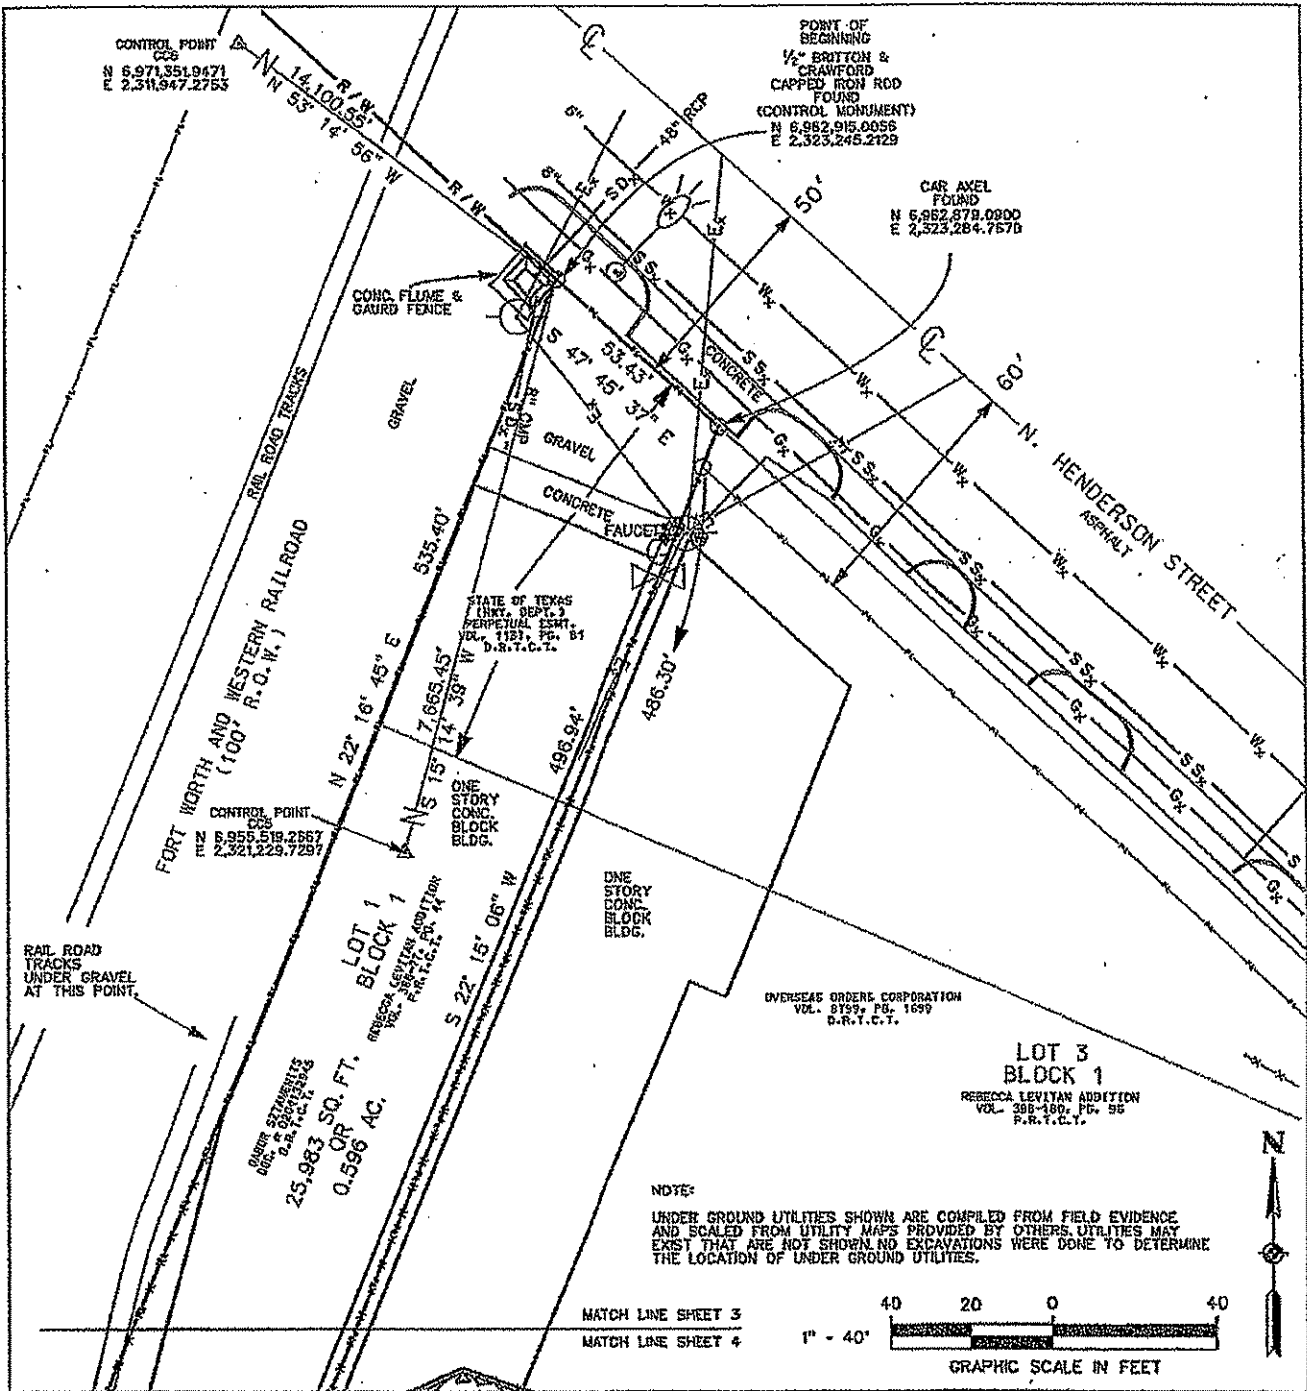 CONTROL POINT
CCS
N 6,971,351.9471
E 2,311,947.2753
N
14,100.55'
N 53° 14' 56" W
R/W
R/W
℄
POINT OF
BEGINNING
1/2" BRITTON &
CRAWFORD
CAPPED IRON ROD
FOUND
(CONTROL MONUMENT)
N 6,962,915.0056
E 2,323,245.2129
6"
48" RCP
8"
SD
50'
CAR AXEL
FOUND
N 6,962,879.0900
E 2,323,284.7670
CONC. FLUME &
GAURD FENCE
53.43'
S 47° 45' 37" E
CONCRETE
℄
60'
N. HENDERSON STREET
ASPHALT
RAIL ROAD TRACKS
GRAVEL
GRAVEL
CONCRETE
FAUCET
535.40'
N 22° 16' 45" E
FORT WORTH AND WESTERN RAILROAD
(100' R.O.W.)
STATE OF TEXAS
(HWY. DEPT.)
PERPETUAL ESMT.
D.R.T.C.T.
7,665.45'
S 15° 14' 39" W
N
496.94'
486.30'
S 22° 15' 06" W
CONTROL POINT
CCS
N 6,955,519.2667
E 2,321,229.7297
ONE
STORY
CONC.
BLOCK
BLDG.
ONE
STORY
CONC.
BLOCK
BLDG.
LOT 1
BLOCK 1
REBECCA LEVITAN ADDITION
P.R.T.C.T.
RAIL ROAD
TRACKS
UNDER GRAVEL
AT THIS POINT.
D.R.T.C.T.
25,983 SQ. FT.
OR
0.596 AC.
OVERSEAS ORDERS CORPORATION
VOL. 8799, PG. 1699
D.R.T.C.T.
LOT 3
BLOCK 1
REBECCA LEVITAN ADDITION
P.R.T.C.T.
N
NOTE:
UNDER GROUND UTILITIES SHOWN ARE COMPILED FROM FIELD EVIDENCE
AND SCALED FROM UTILITY MAPS PROVIDED BY OTHERS. UTILITIES MAY
EXIST THAT ARE NOT SHOWN. NO EXCAVATIONS WERE DONE TO DETERMINE
THE LOCATION OF UNDER GROUND UTILITIES.
MATCH LINE SHEET 3
MATCH LINE SHEET 4
40 20 0 40
1" - 40'
GRAPHIC SCALE IN FEET